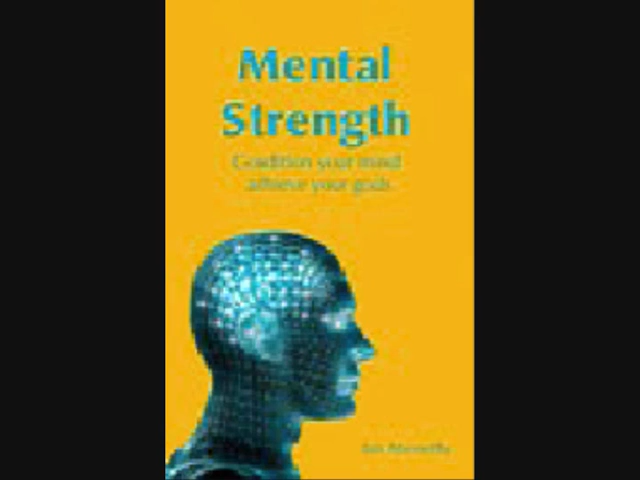 Mental
Strength
Condition your mind
achieve your goals